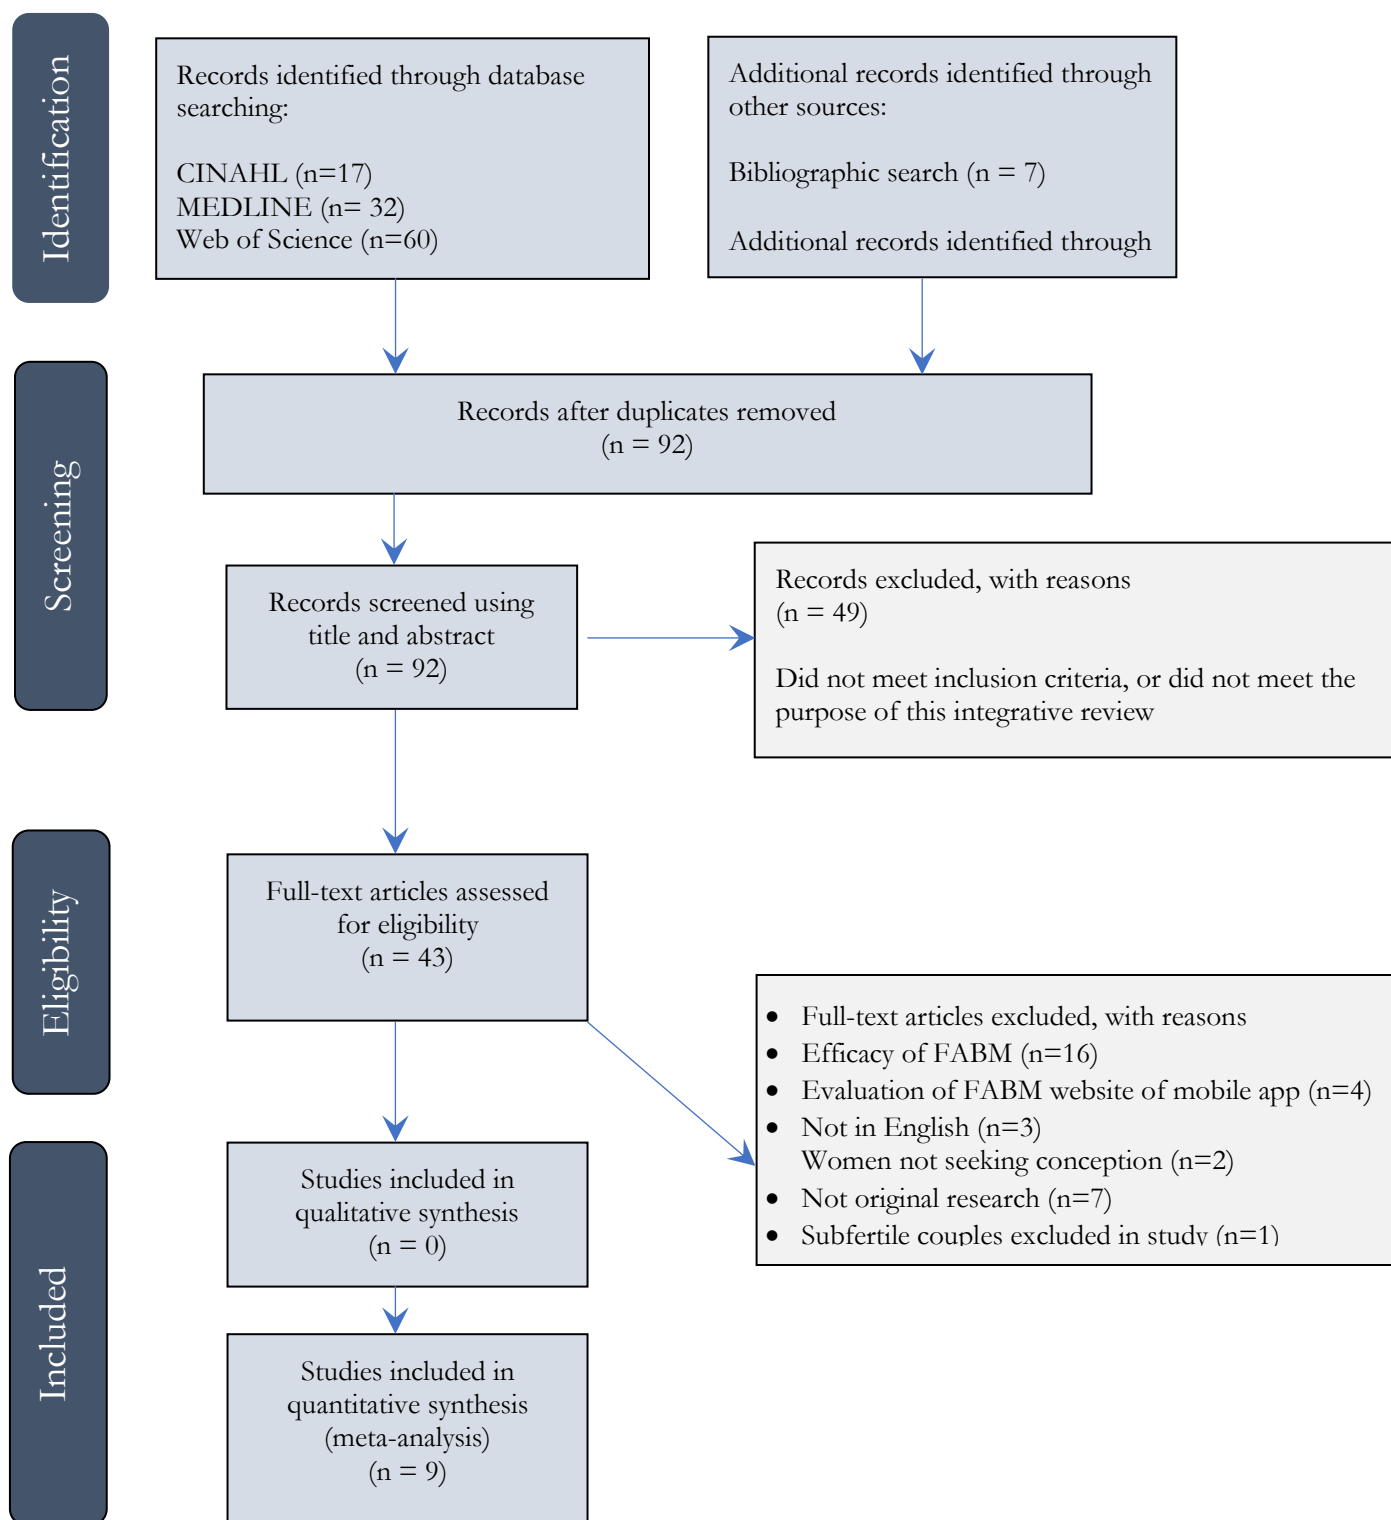 Identification
Records identified through database
searching:
CINAHL (n=17)
MEDLINE (n= 32)
Web of Science (n=60)
Additional records identified through
other sources:
Bibliographic search (n = 7)
Additional records identified through
Screening
Records after duplicates removed
(n = 92)
Records screened using
title and abstract
(n = 92)
Records excluded, with reasons
(n = 49)
Did not meet inclusion criteria, or did not meet the
purpose of this integrative review
Eligibility
Full-text articles assessed
for eligibility
(n = 43)
• Full-text articles excluded, with reasons
• Efficacy of FABM (n=16)
• Evaluation of FABM website of mobile app (n=4)
• Not in English (n=3)
Women not seeking conception (n=2)
• Not original research (n=7)
• Subfertile couples excluded in study (n=1)
Included
Studies included in
qualitative synthesis
(n = 0)
Studies included in
quantitative synthesis
(meta-analysis)
(n = 9)